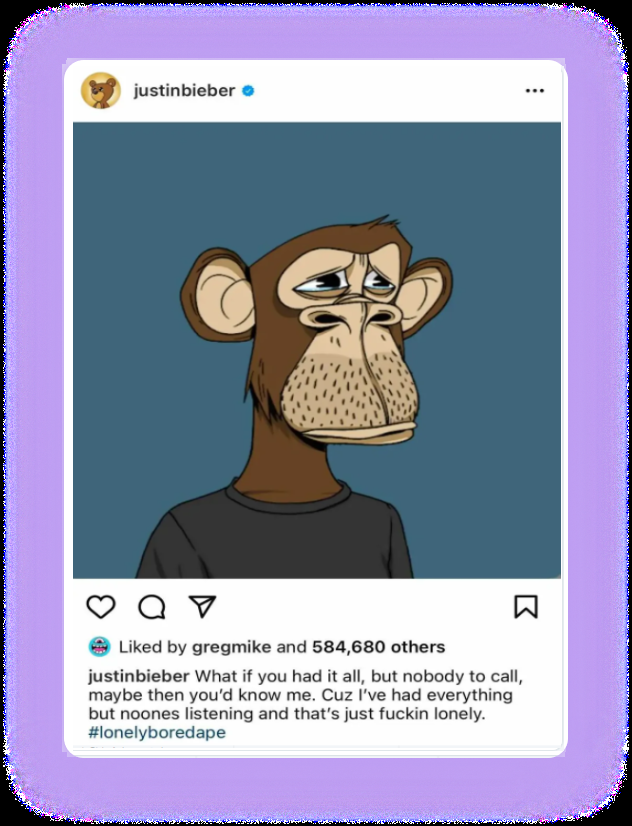 justinbieber
Liked by gregmike and 584,680 others
justinbieber What if you had it all, but nobody to call,
maybe then you'd know me. Cuz I've had everything
but noones listening and that's just fuckin lonely.
#lonelyboredape